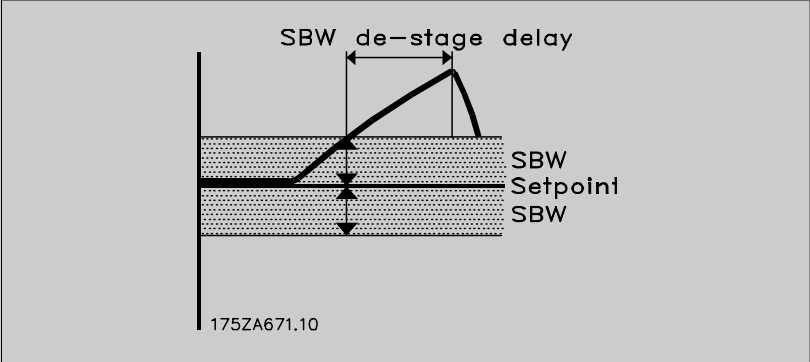 SBW de-stage delay
SBW
Setpoint
SBW
175ZA671.10